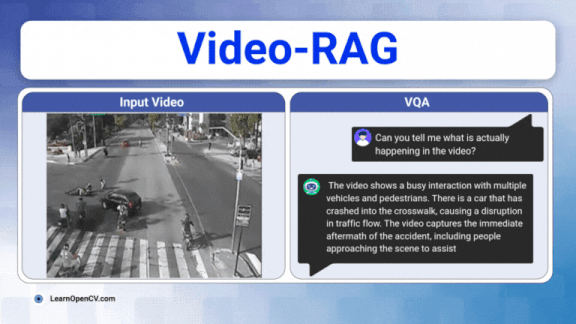 Video-RAG
Input Video
VQA
Can you tell me what is actually
happening in the video?
The video shows a busy interaction with multiple
vehicles and pedestrians. There is a car that has
crashed into the crosswalk, causing a disruption
in traffic flow. The video captures the immediate
aftermath of the accident, including people
approaching the scene to assist
LearnOpenCV.com